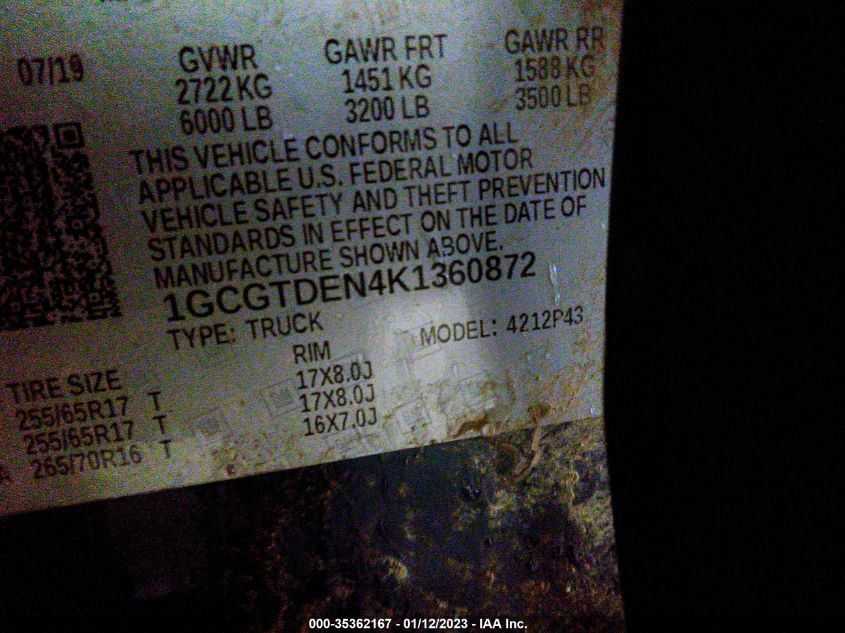 07/19 GVWR GAWR FRT GAWR RR
2722 KG 1451 KG 1588 KG
6000 LB 3200 LB 3500 LB
THIS VEHICLE CONFORMS TO ALL
APPLICABLE U.S. FEDERAL MOTOR
VEHICLE SAFETY AND THEFT PREVENTION
STANDARDS IN EFFECT ON THE DATE OF
MANUFACTURE SHOWN ABOVE.
1GCGTDEN4K1360872
TYPE: TRUCK MODEL: 4212P43
TIRE SIZE RIM
255/65R17 T 17X8.0J
255/65R17 T 17X8.0J
265/70R16 T 16X7.0J
000-35362167 - 01/12/2023 - IAA Inc.